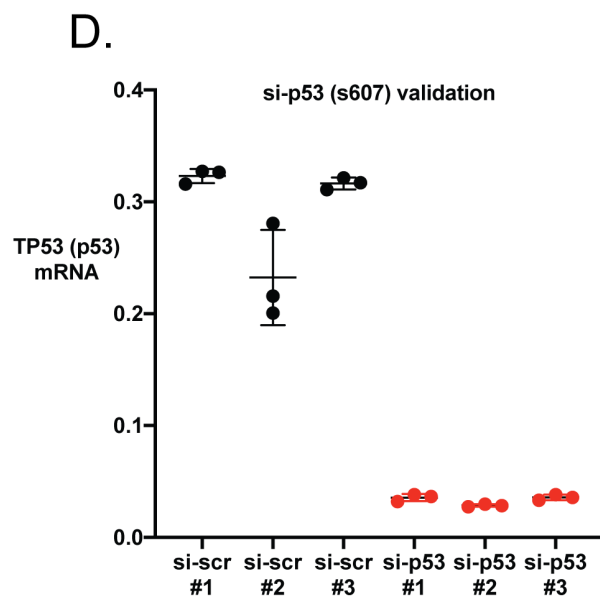 D.
si-p53 (s607) validation
0.4
0.3
TP53 (p53)
mRNA
0.2
0.1
0.0
si-scr si-scr si-scr si-p53 si-p53 si-p53
#1 #2 #3 #1 #2 #3